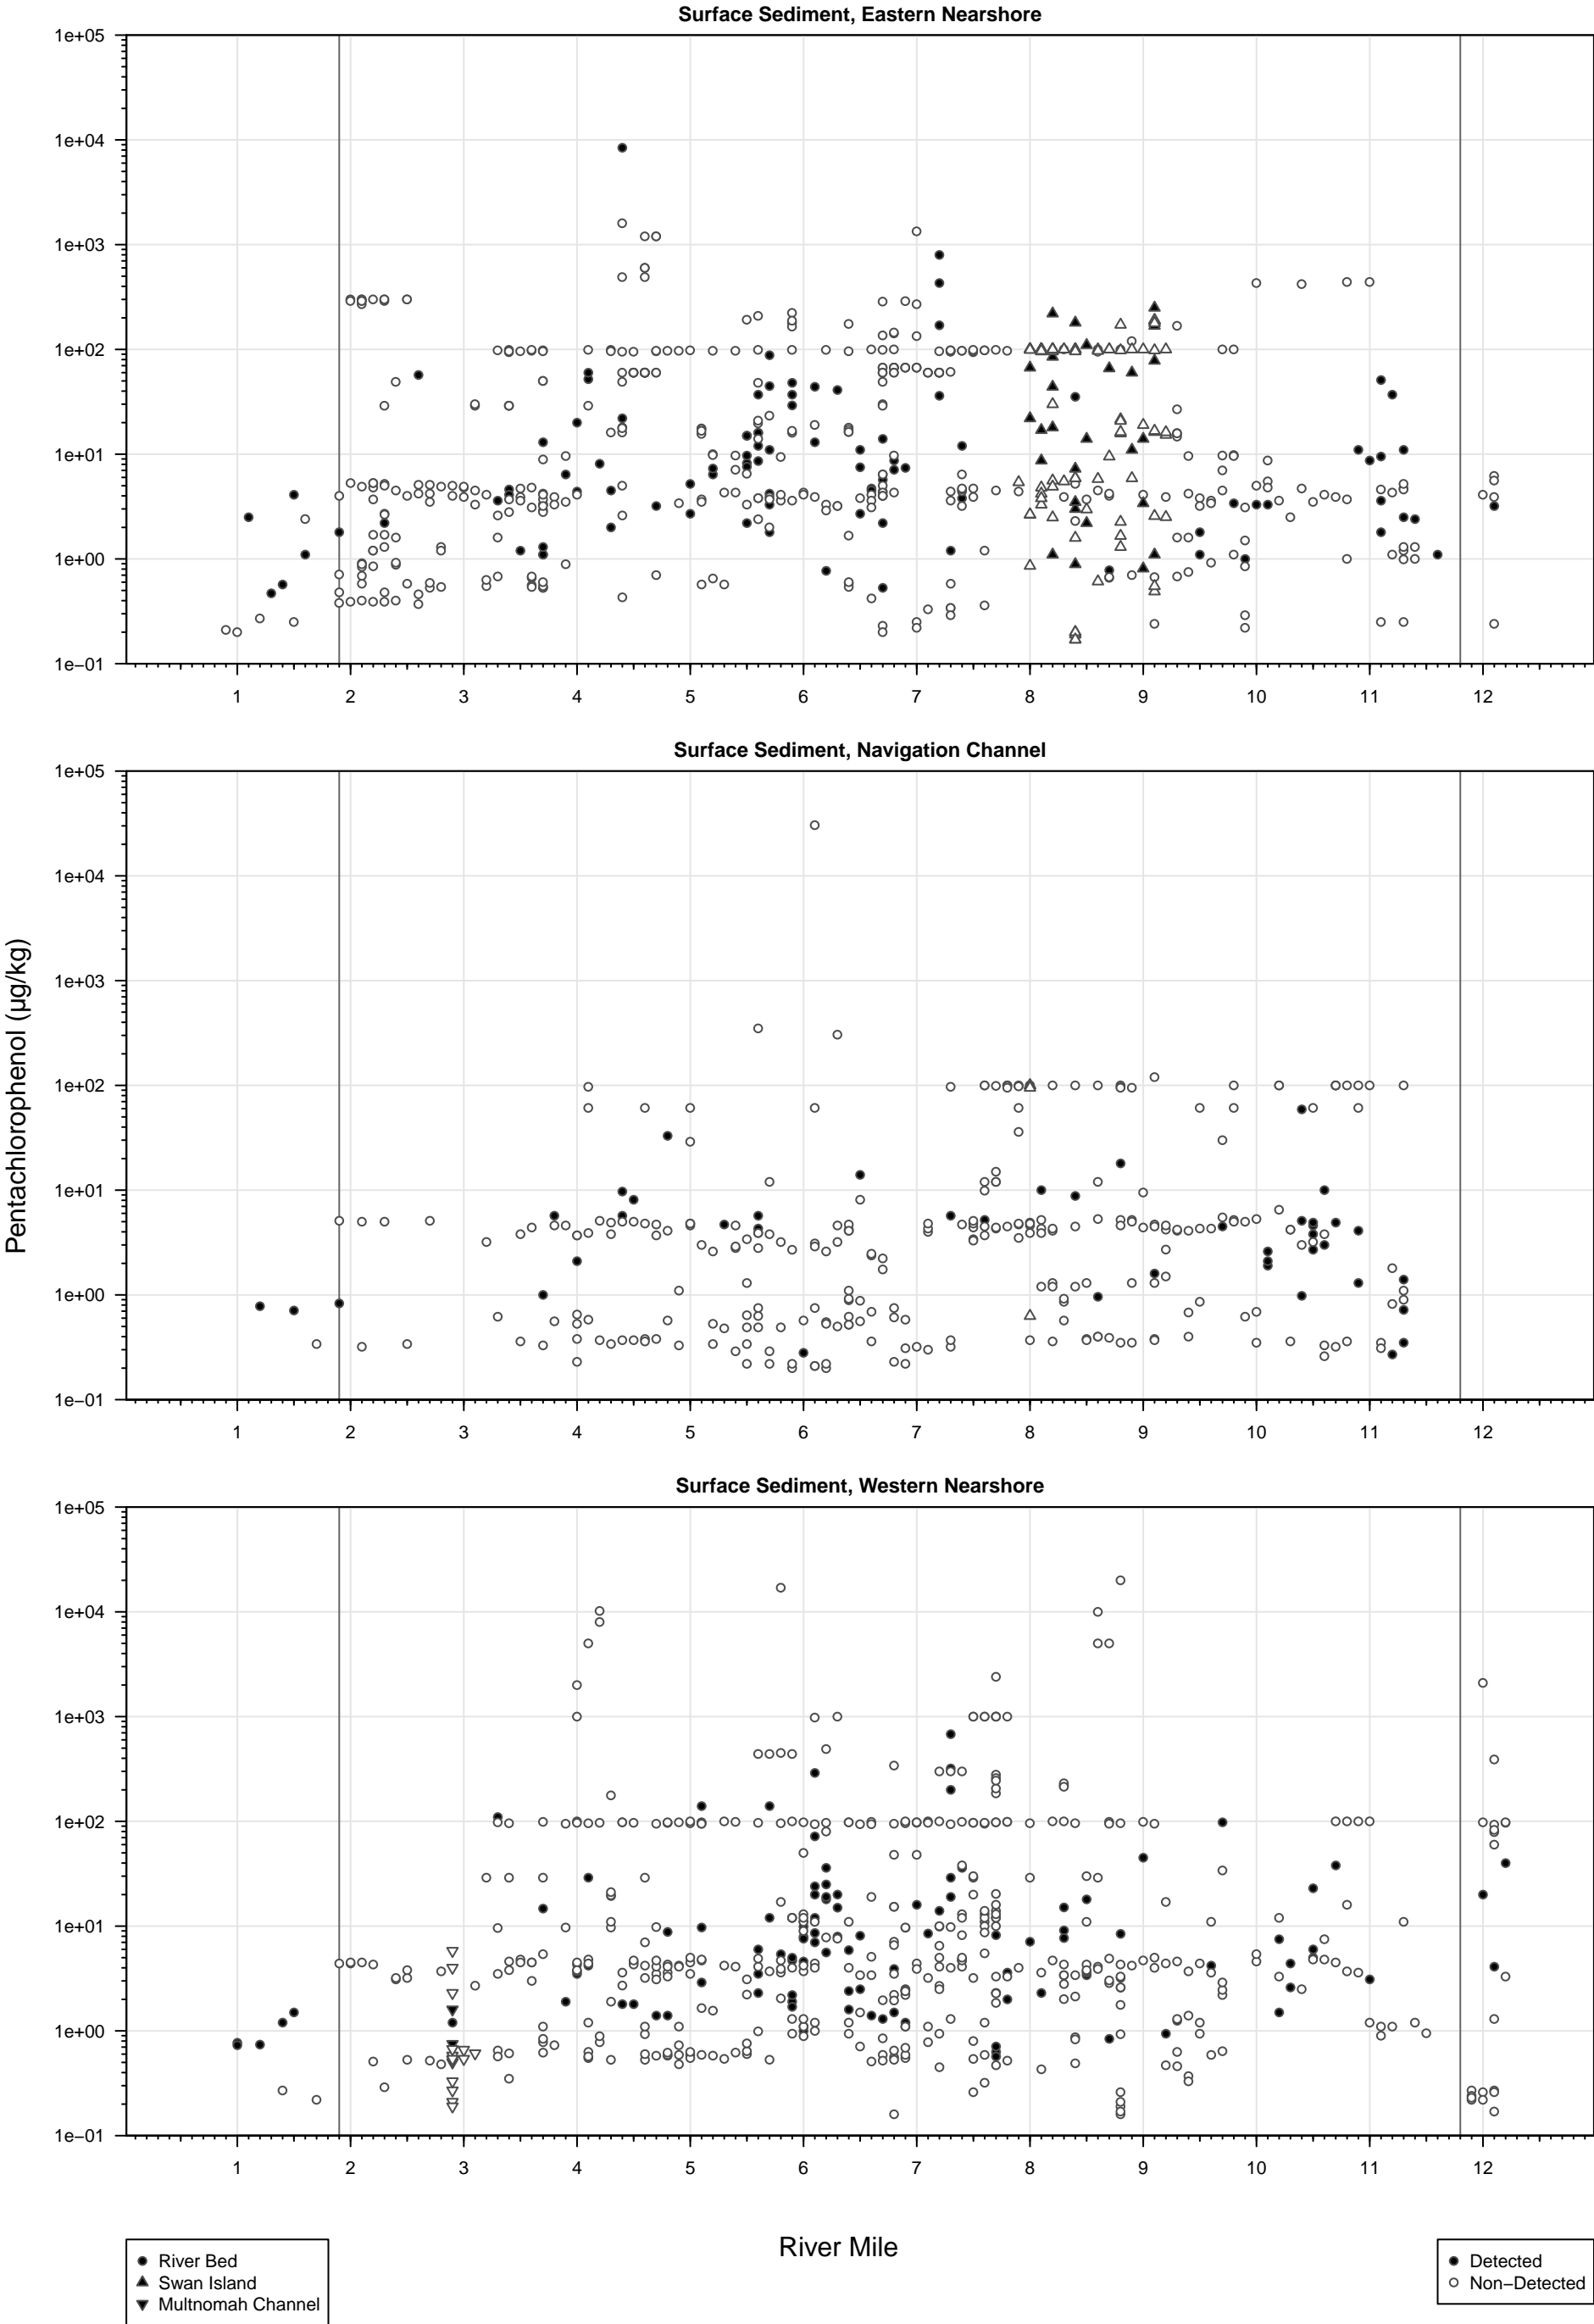 Surface Sediment, Eastern Nearshore
1e+05
1e+04
1e+03
1e+02
1e+01
1e+00
1e−01
1 2 3 4 5 6 7 8 9 10 11 12
Surface Sediment, Navigation Channel
1e+05
1e+04
1e+03
1e+02
1e+01
1e+00
1e−01
1 2 3 4 5 6 7 8 9 10 11 12
Pentachlorophenol (µg/kg)
Surface Sediment, Western Nearshore
1e+05
1e+04
1e+03
1e+02
1e+01
1e+00
1e−01
1 2 3 4 5 6 7 8 9 10 11 12
River Mile
River Bed
Swan Island
Multnomah Channel
Detected
Non−Detected